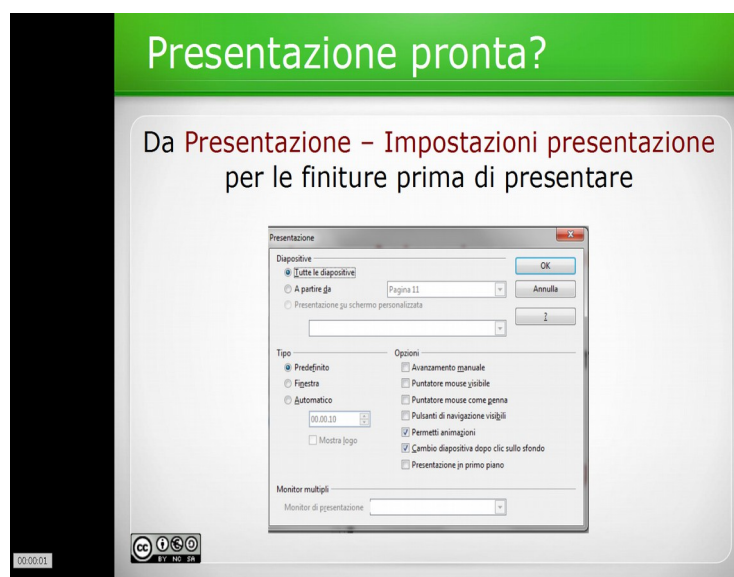 Presentazione pronta?
Da Presentazione – Impostazioni presentazione
per le finiture prima di presentare
Presentazione
x
Diapositive
Tutte le diapositive
OK
A partire da
Pagina 11
Annulla
Presentazione su schermo personalizzata
?
Tipo
Opzioni
Predefinito
Avanzamento manuale
Finestra
Puntatore mouse visibile
Automatico
Puntatore mouse come penna
00.00.10
Pulsanti di navigazione visibili
Mostra logo
Permetti animazioni
Cambio diapositiva dopo clic sullo sfondo
Presentazione in primo piano
Monitor multipli
Monitor di presentazione
cc
BY NC SA
00:00:01